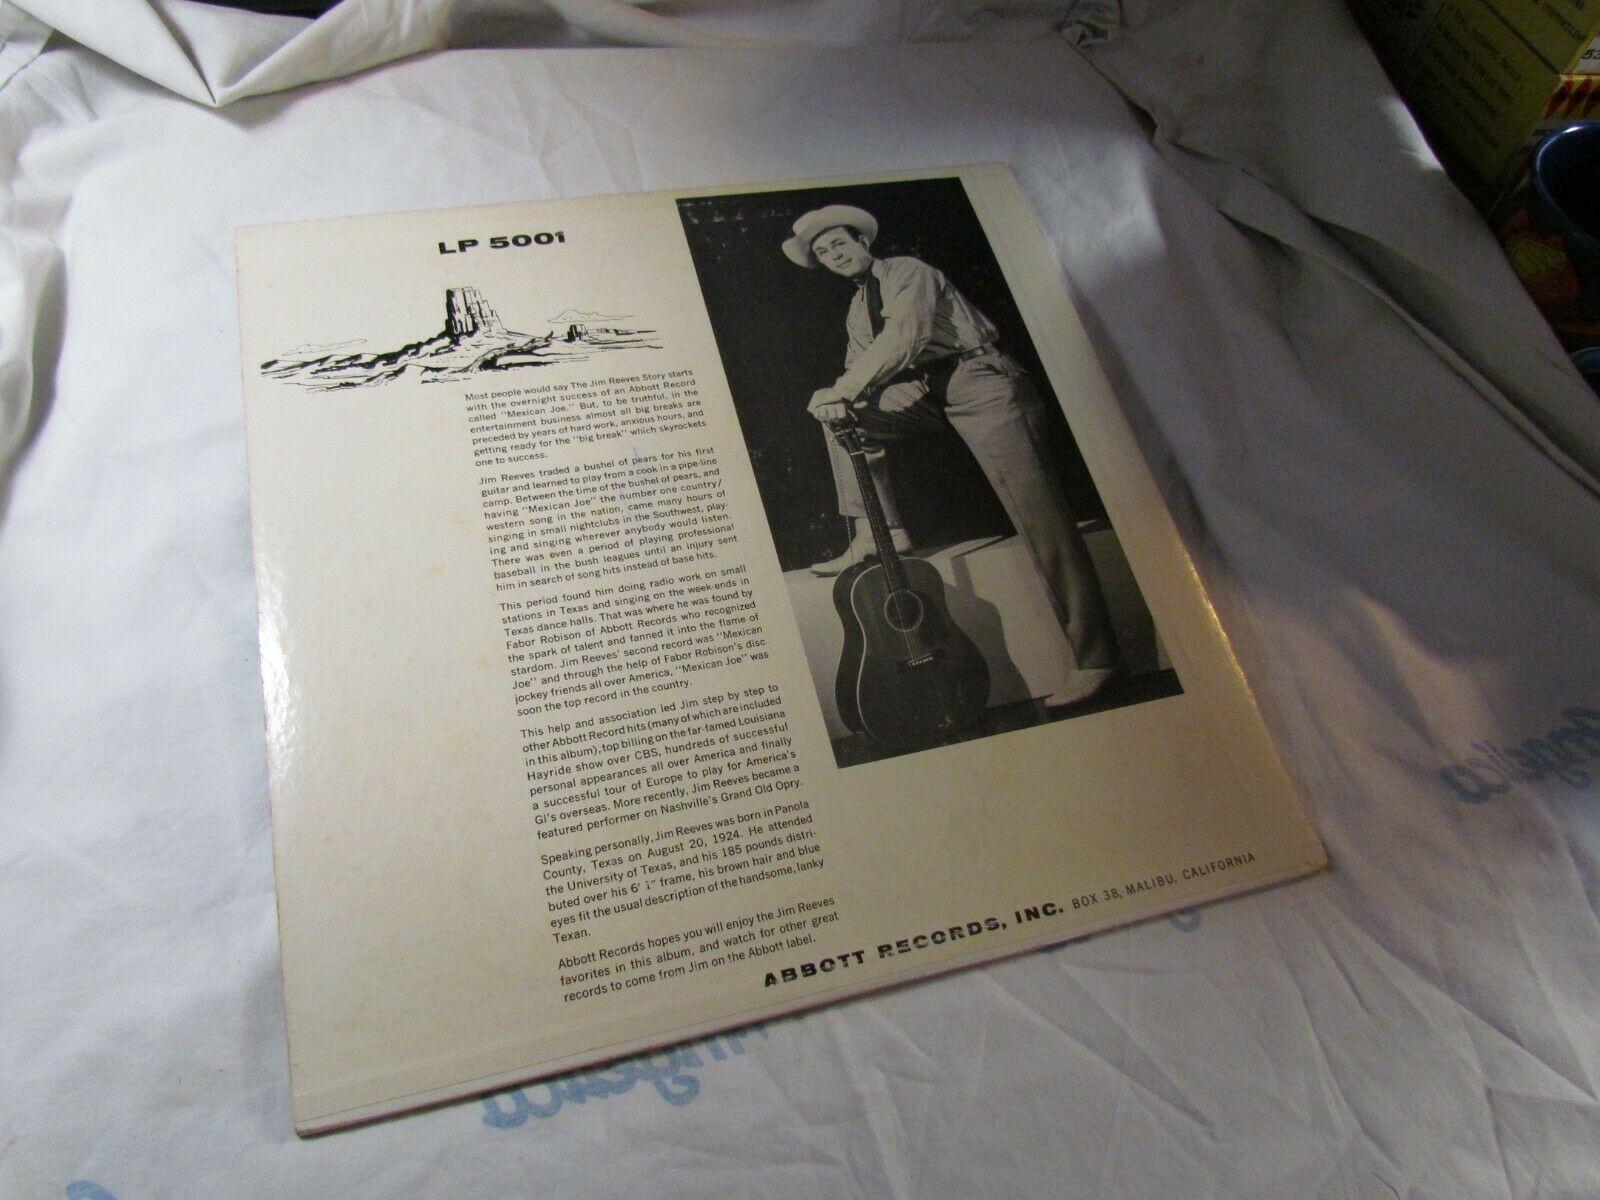 LP 5001
Most people would say The Jim Reeves Story starts
with the overnight success of an Abbott Record
called "Mexican Joe." But, to be truthful, in the
entertainment business almost all big breaks are
preceded by years of hard work, anxious hours, and
getting ready for the "big break" which skyrockets
one to success.
Jim Reeves traded a bushel of pears for his first
guitar and learned to play from a cook in a pipe-line
camp. Between the time of the bushel of pears, and
having "Mexican Joe" the number one country/
western song in the nation, came many hours of
singing in small nightclubs in the Southwest, play-
ing and singing wherever anybody would listen.
There was even a period of playing professional
baseball in the bush leagues until an injury sent
him in search of song hits instead of base hits.
This period found him doing radio work on small
stations in Texas and singing on the week-ends in
Texas dance halls. That was where he was found by
Fabor Robison of Abbott Records who recognized
the spark of talent and fanned it into the flame of
stardom. Jim Reeves' second record was "Mexican
Joe" and through the help of Fabor Robison's disc
jockey friends all over America, "Mexican Joe" was
soon the top record in the country.
This help and association led Jim step by step to
other Abbott Record hits (many of which are included
in this album), top billing on the far-famed Louisiana
Hayride show over CBS, hundreds of successful
personal appearances all over America and finally
a successful tour of Europe to play for America's
GI's overseas. More recently, Jim Reeves became a
featured performer on Nashville's Grand Old Opry.
Speaking personally, Jim Reeves was born in Panola
County, Texas on August 20, 1924. He attended
the University of Texas, and his 185 pounds distri-
buted over his 6' 1" frame, his brown hair and blue
eyes fit the usual description of the handsome, lanky
Texan.
Abbott Records hopes you will enjoy the Jim Reeves
favorites in this album, and watch for other great
records to come from Jim on the Abbott label.
ABBOTT RECORDS, INC. BOX 38, MALIBU, CALIFORNIA
Angelica